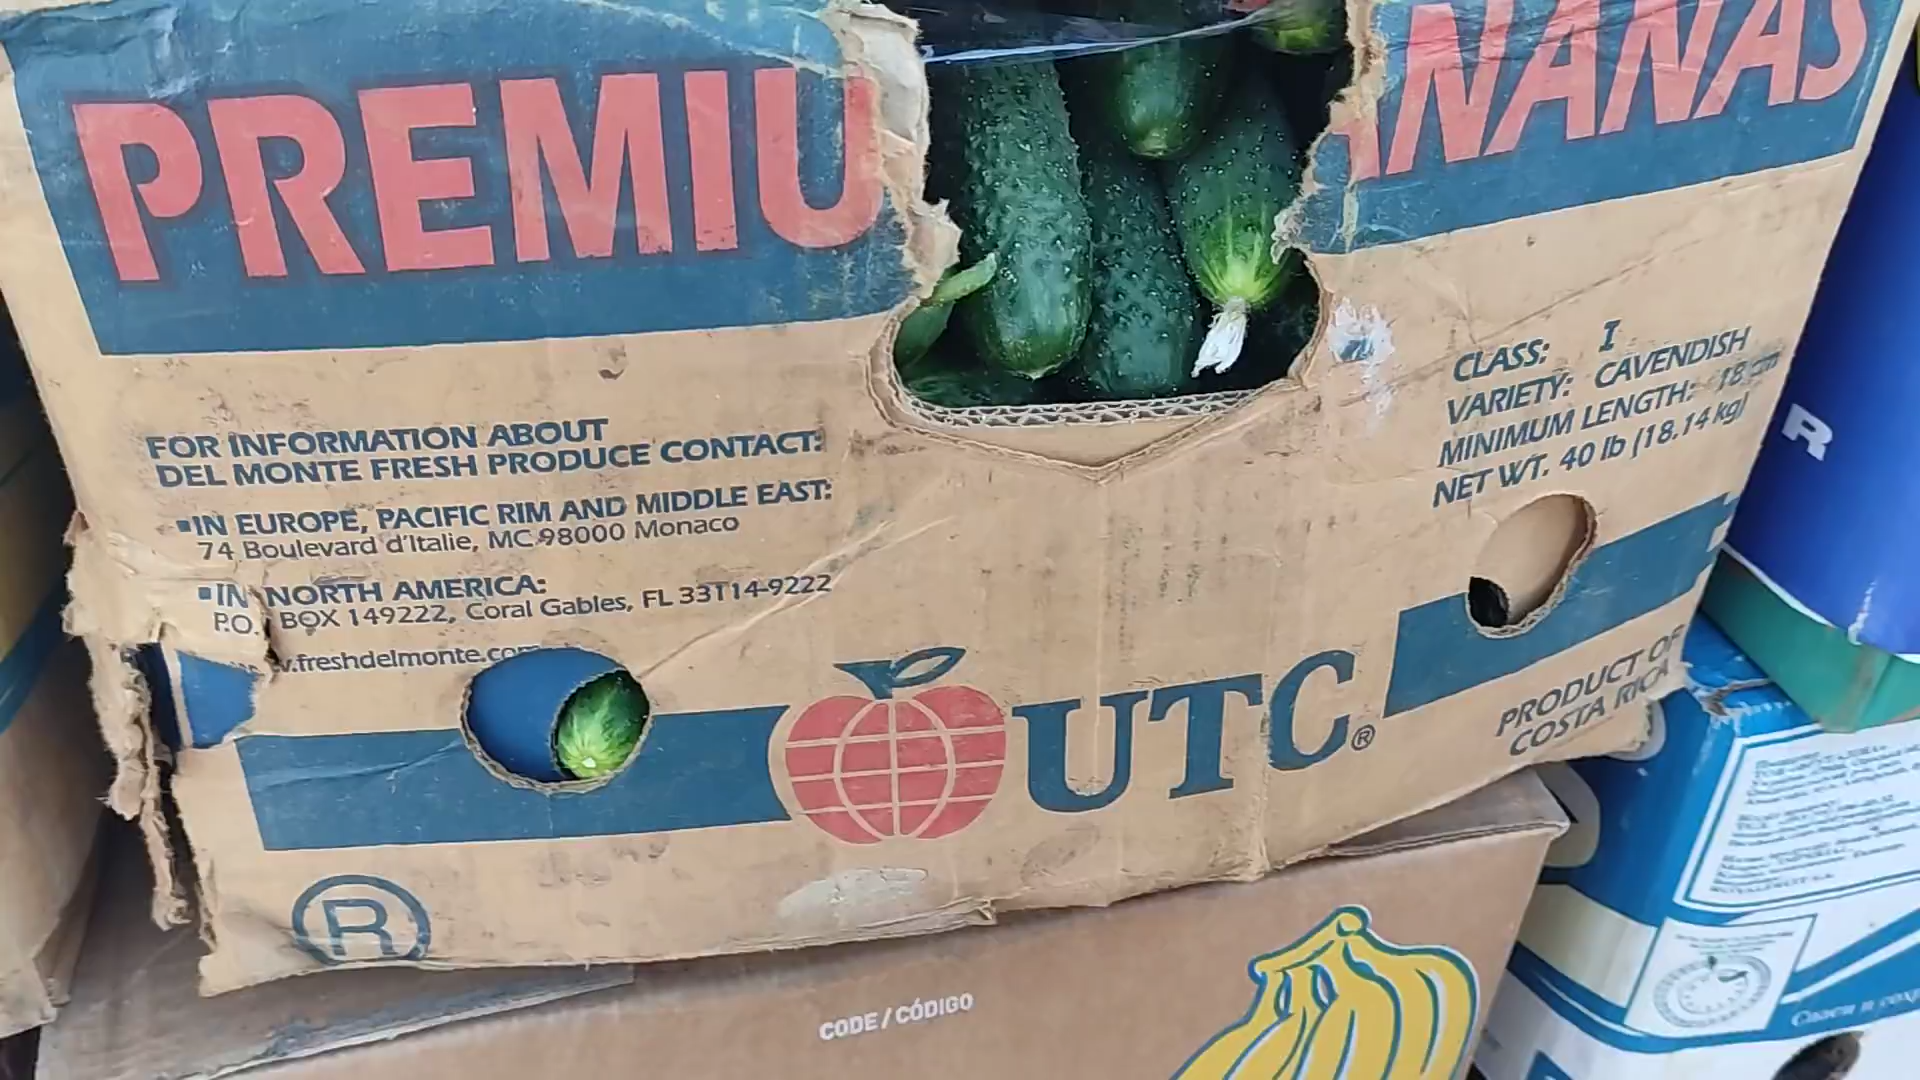 PREMIU
ANANAS
FOR INFORMATION ABOUT
DEL MONTE FRESH PRODUCE CONTACT:
▪IN EUROPE, PACIFIC RIM AND MIDDLE EAST:
74 Boulevard d'Italie, MC 98000 Monaco
▪IN NORTH AMERICA:
P.O. BOX 149222, Coral Gables, FL 33T14-9222
w.freshdelmonte.com
CLASS: I
VARIETY: CAVENDISH
MINIMUM LENGTH: 18 cm
NET WT. 40 lb (18.14 kg)
R
UTC®
PRODUCT OF
COSTA RICA
®
CODE / CÓDIGO